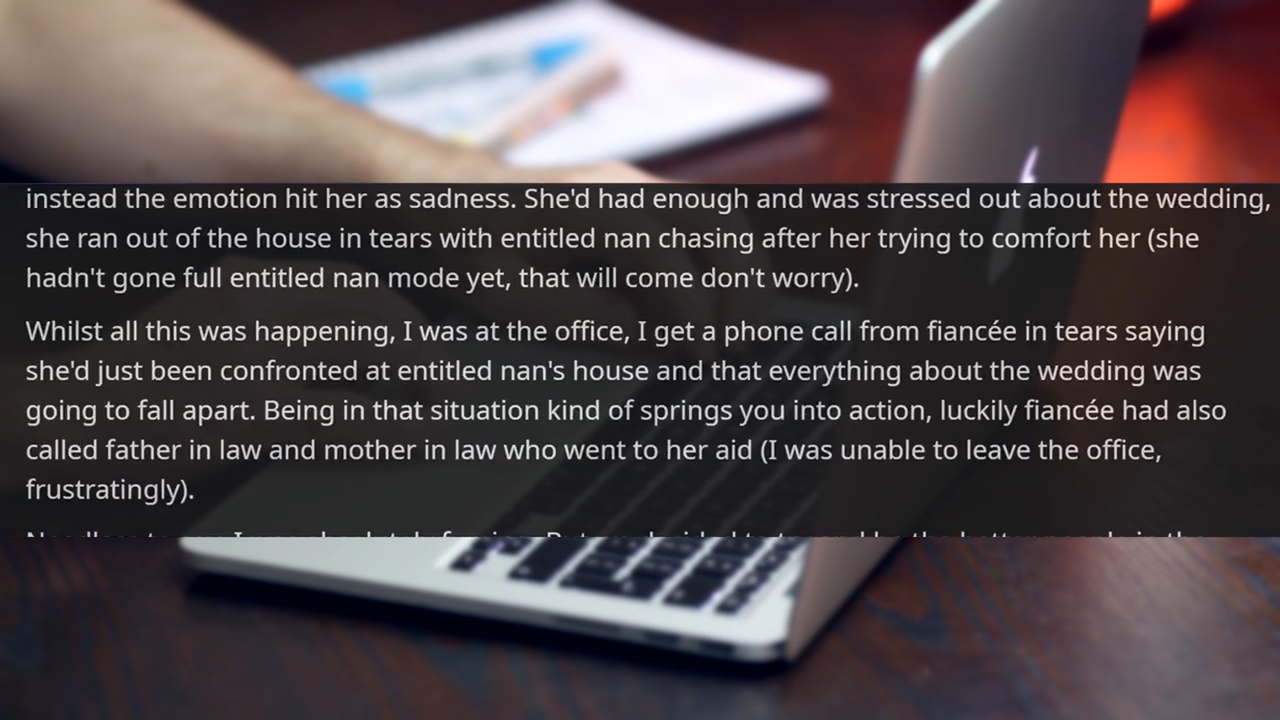 instead the emotion hit her as sadness. She'd had enough and was stressed out about the wedding,
she ran out of the house in tears with entitled nan chasing after her trying to comfort her (she
hadn't gone full entitled nan mode yet, that will come don't worry).
Whilst all this was happening, I was at the office, I get a phone call from fiancée in tears saying
she'd just been confronted at entitled nan's house and that everything about the wedding was
going to fall apart. Being in that situation kind of springs you into action, luckily fiancée had also
called father in law and mother in law who went to her aid (I was unable to leave the office,
frustratingly).